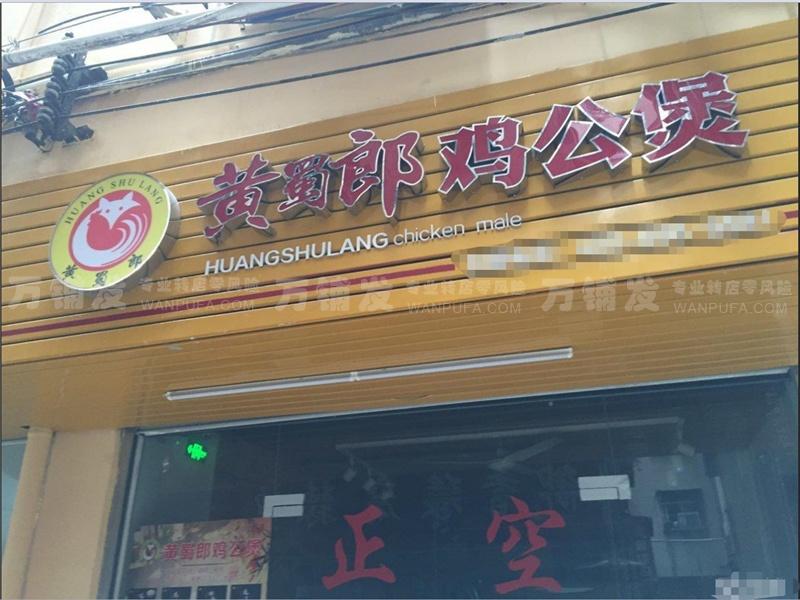 黄蜀郎鸡公煲
HUANGSHULANG chicken male
HUANG SHU LANG
黄蜀郎
万铺发 专业转店零风险 WANPUFA.COM
万铺发 专业转店零风险 WANPUFA.COM
万铺发 专业转店零风险 WANPUFA.COM
正 空
黄蜀郎鸡公煲